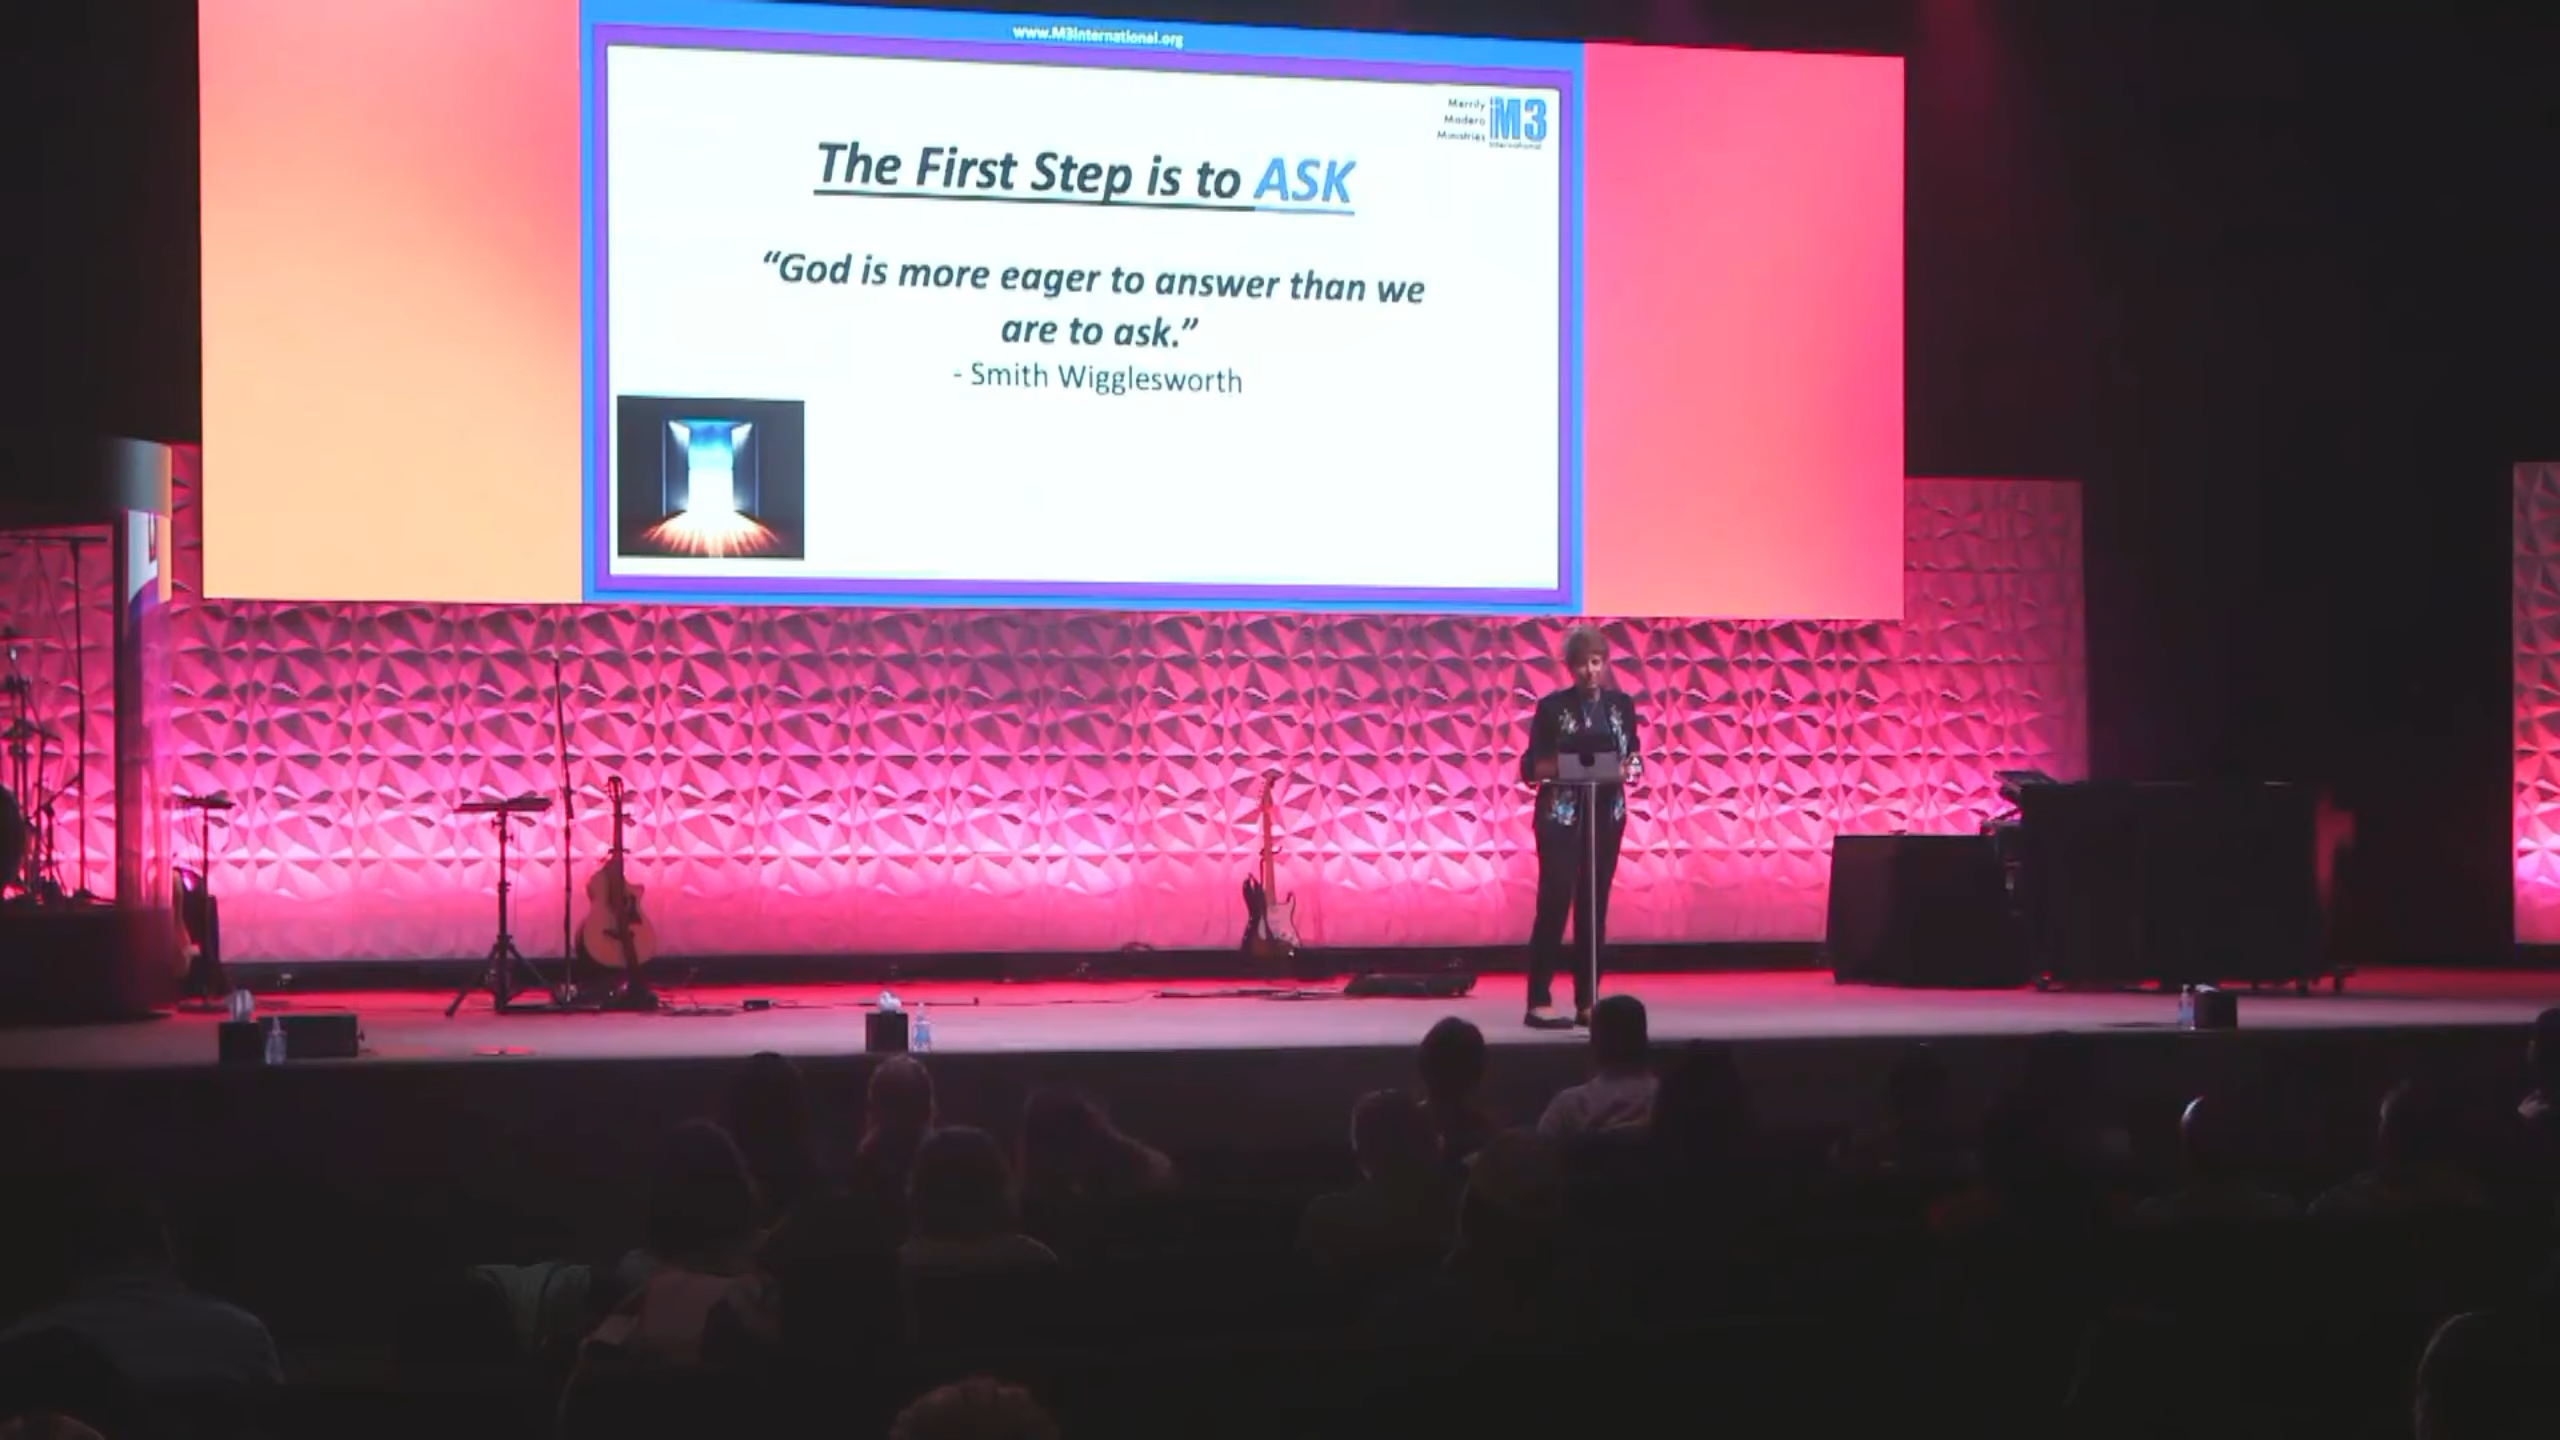 www.M3International.org
Merrily
Madero
Ministries
M3
International
The First Step is to ASK
“God is more eager to answer than we
are to ask.”
- Smith Wigglesworth